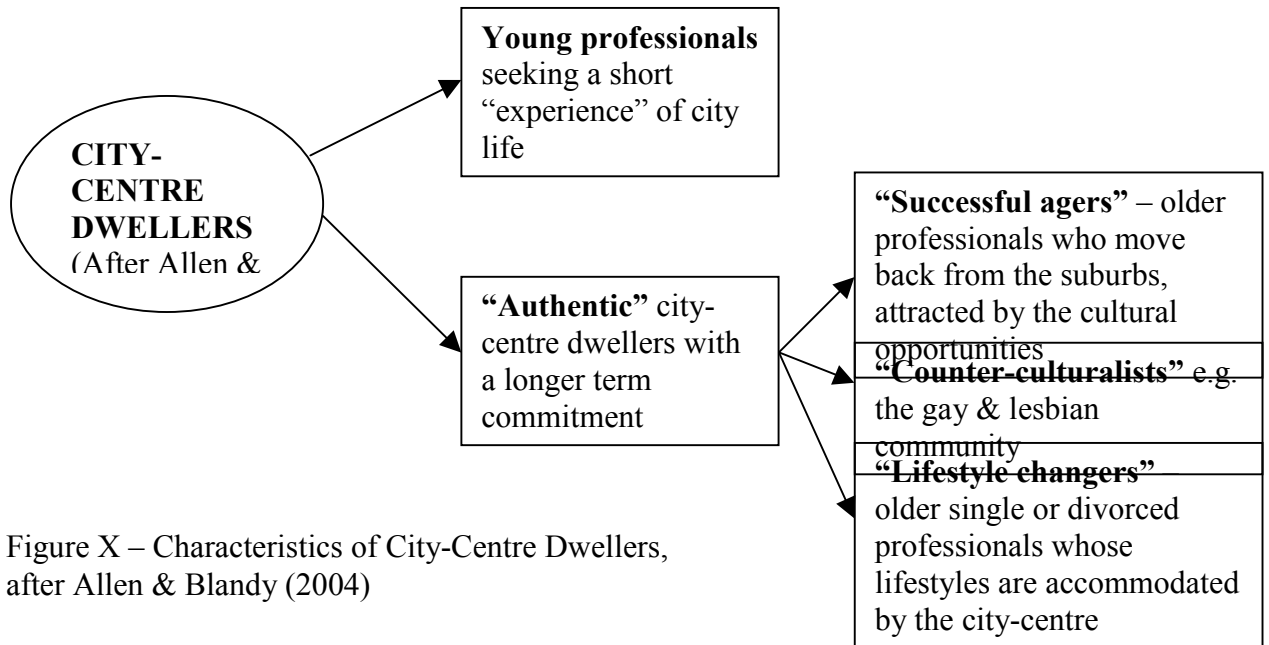 Young professionals
seeking a short
“experience” of city
life
CITY-
CENTRE
DWELLERS
(After Allen &
“Authentic” city-
centre dwellers with
a longer term
commitment
“Successful agers” – older
professionals who move
back from the suburbs,
attracted by the cultural
opportunities
“Counter-culturalists” e.g.
the gay & lesbian
community
“Lifestyle changers” –
older single or divorced
professionals whose
lifestyles are accommodated
by the city-centre
Figure X – Characteristics of City-Centre Dwellers,
after Allen & Blandy (2004)